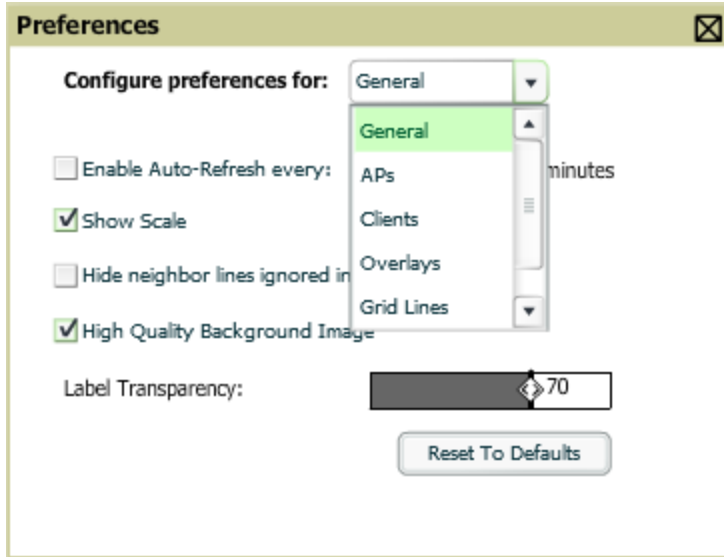 Preferences
Configure preferences for: General
General
Enable Auto-Refresh every: minutes
APs
Show Scale
Clients
Overlays
Hide neighbor lines ignored in
Grid Lines
High Quality Background Image
Label Transparency: 70
Reset To Defaults